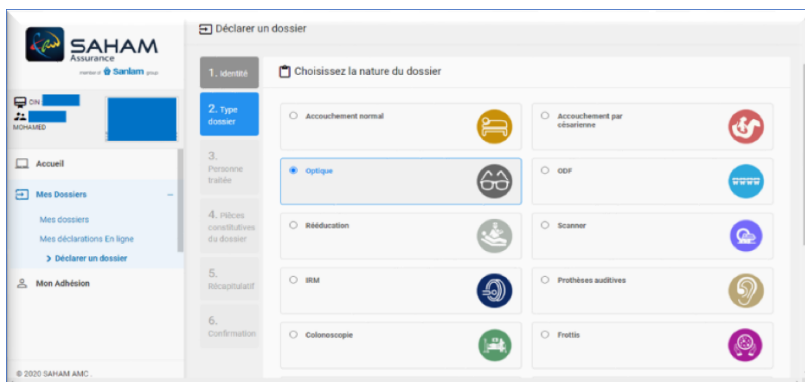 SAHAM
Assurance
member of Sanlam group
CIN
MOHAMED
Accueil
Mes Dossiers
Mes dossiers
Mes déclarations En ligne
Déclarer un dossier
Mon Adhésion
© 2020 SAHAM AMC .
Déclarer un dossier
1. Identité
2. Type
dossier
3.
Personne
traitée
4. Pièces
constitutives
du dossier
5.
Récapitulatif
6.
Confirmation
Choisissez la nature du dossier
Accouchement normal
Accouchement par
césarienne
Optique
ODF
Rééducation
Scanner
IRM
Prothèses auditives
Colonoscopie
Frottis